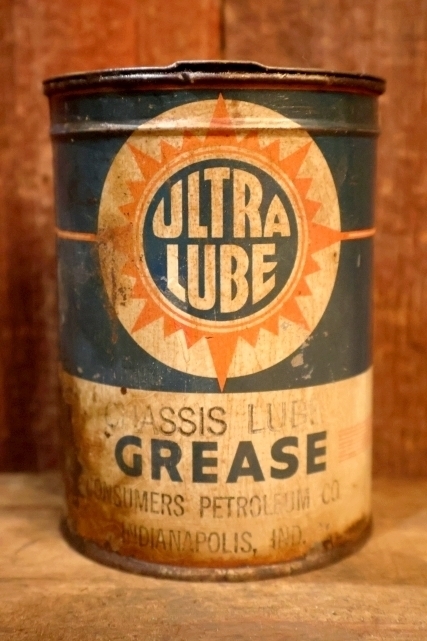 ULTRA
LUBE
CHASSIS LUBE
GREASE
CONSUMERS PETROLEUM CO.
INDIANAPOLIS, IND.